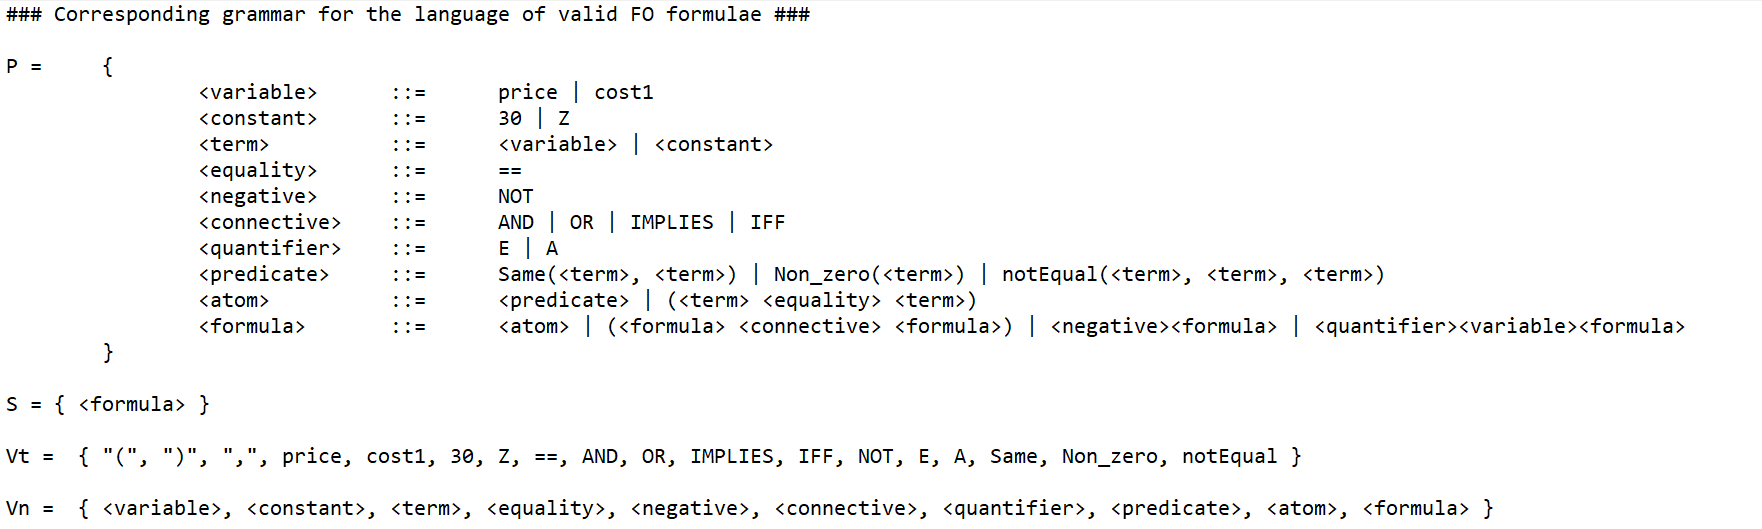 ### Corresponding grammar for the language of valid FO formulae ###
P =     {
<variable>      ::=      price | cost1
<constant>      ::=      30 | Z
<term>          ::=      <variable> | <constant>
<equality>      ::=      ==
<negative>      ::=      NOT
<connective>    ::=      AND | OR | IMPLIES | IFF
<quantifier>    ::=      E | A
<predicate>     ::=      Same(<term>, <term>) | Non_zero(<term>) | notEqual(<term>, <term>, <term>)
<atom>          ::=      <predicate> | (<term> <equality> <term>)
<formula>       ::=      <atom> | (<formula> <connective> <formula>) | <negative><formula> | <quantifier><variable><formula>
}
S = { <formula> }
Vt =  { "(", ")", ",", price, cost1, 30, Z, ==, AND, OR, IMPLIES, IFF, NOT, E, A, Same, Non_zero, notEqual }
Vn =  { <variable>, <constant>, <term>, <equality>, <negative>, <connective>, <quantifier>, <predicate>, <atom>, <formula> }